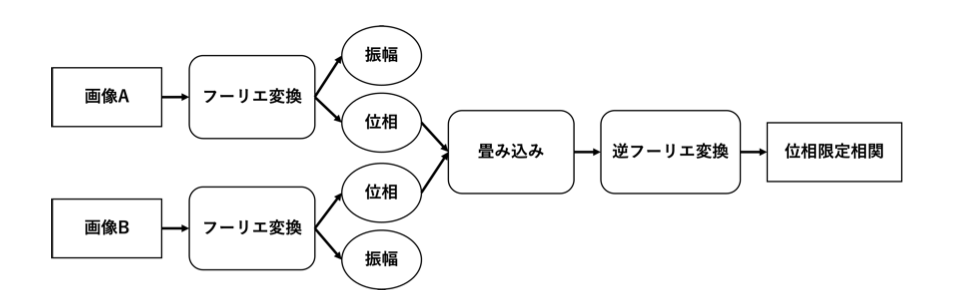 画像A
フーリエ変換
振幅
位相
画像B
フーリエ変換
位相
振幅
畳み込み
逆フーリエ変換
位相限定相関